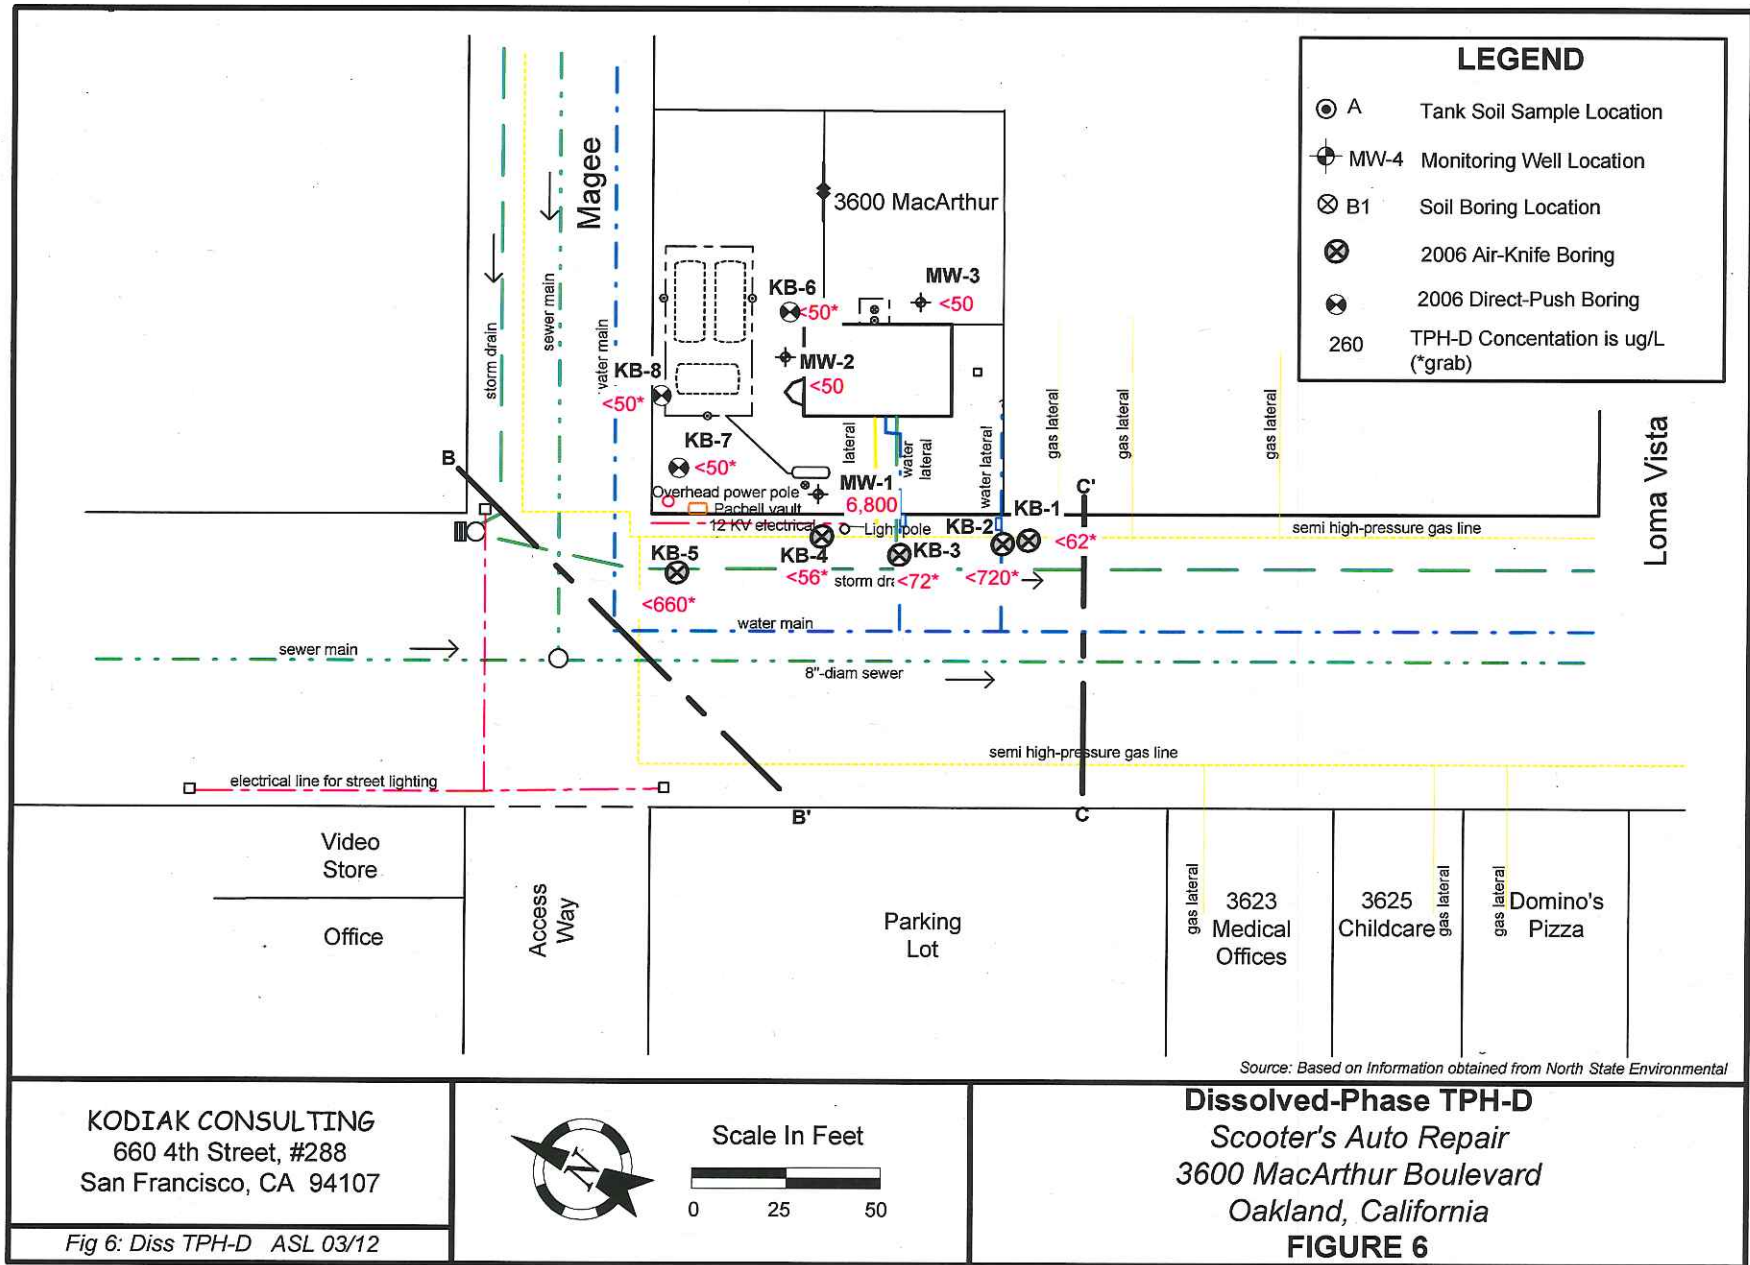 LEGEND
A Tank Soil Sample Location
MW-4 Monitoring Well Location
B1 Soil Boring Location
2006 Air-Knife Boring
2006 Direct-Push Boring
260 TPH-D Concentation is ug/L
(*grab)
Magee
3600 MacArthur
storm drain
sewer main
water main
KB-6
<50*
MW-3
<50
MW-2
<50
KB-8
<50*
KB-7
<50*
lateral
water
lateral
water lateral
gas lateral
gas lateral
gas lateral
Loma Vista
B
C'
MW-1
6,800
Overhead power pole
Pacbell vault
12 KV electrical
Light pole
KB-2
KB-1
<62*
semi high-pressure gas line
KB-5
KB-4
KB-3
<56*
storm dra
<72*
<720*
<660*
water main
sewer main
8"-diam sewer
semi high-pressure gas line
electrical line for street lighting
B'
C
Video
Store
Office
Access
Way
Parking
Lot
gas lateral
3623
Medical
Offices
3625
Childcare
gas lateral
gas lateral
Domino's
Pizza
Source: Based on Information obtained from North State Environmental
KODIAK CONSULTING
660 4th Street, #288
San Francisco, CA 94107
Fig 6: Diss TPH-D ASL 03/12
N
Scale In Feet
0 25 50
Dissolved-Phase TPH-D
Scooter's Auto Repair
3600 MacArthur Boulevard
Oakland, California
FIGURE 6